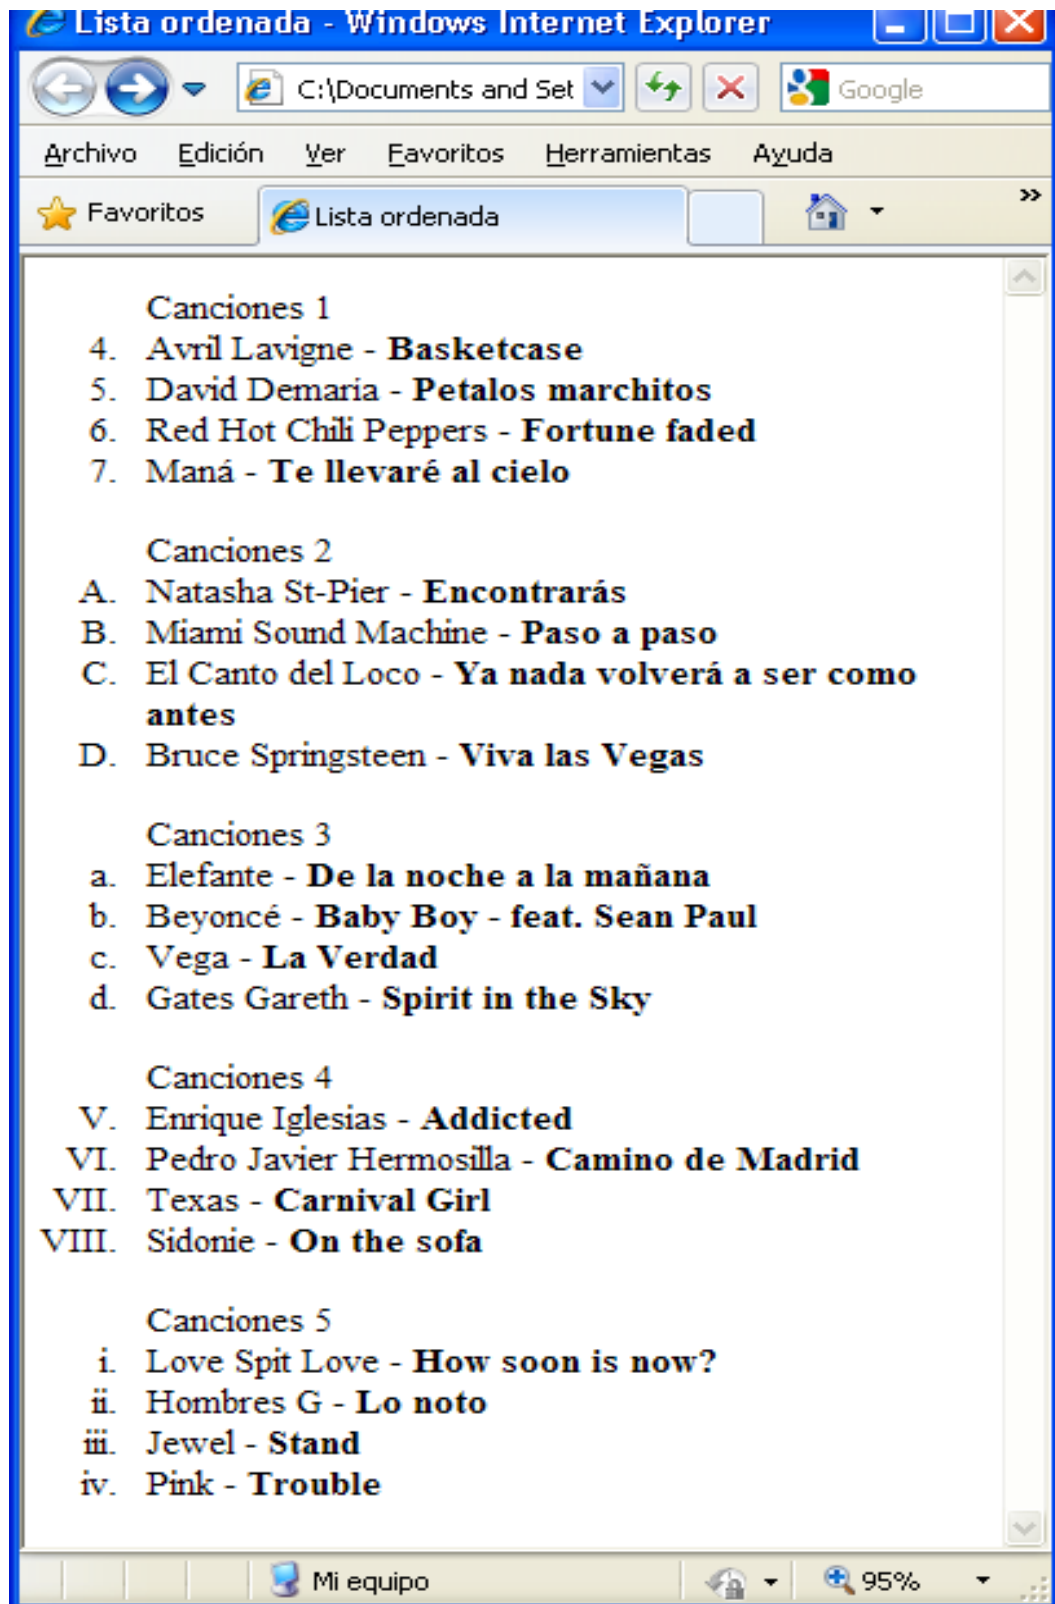 Lista ordenada - Windows Internet Explorer
C:\Documents and Set
Google
Archivo Edición Ver Favoritos Herramientas Ayuda
Favoritos Lista ordenada »
Canciones 1
4. Avril Lavigne - Basketcase
5. David Demaria - Petalos marchitos
6. Red Hot Chili Peppers - Fortune faded
7. Maná - Te llevaré al cielo
Canciones 2
A. Natasha St-Pier - Encontrarás
B. Miami Sound Machine - Paso a paso
C. El Canto del Loco - Ya nada volverá a ser como
antes
D. Bruce Springsteen - Viva las Vegas
Canciones 3
a. Elefante - De la noche a la mañana
b. Beyoncé - Baby Boy - feat. Sean Paul
c. Vega - La Verdad
d. Gates Gareth - Spirit in the Sky
Canciones 4
V. Enrique Iglesias - Addicted
VI. Pedro Javier Hermosilla - Camino de Madrid
VII. Texas - Carnival Girl
VIII. Sidonie - On the sofa
Canciones 5
i. Love Spit Love - How soon is now?
ii. Hombres G - Lo noto
iii. Jewel - Stand
iv. Pink - Trouble
Mi equipo 95%